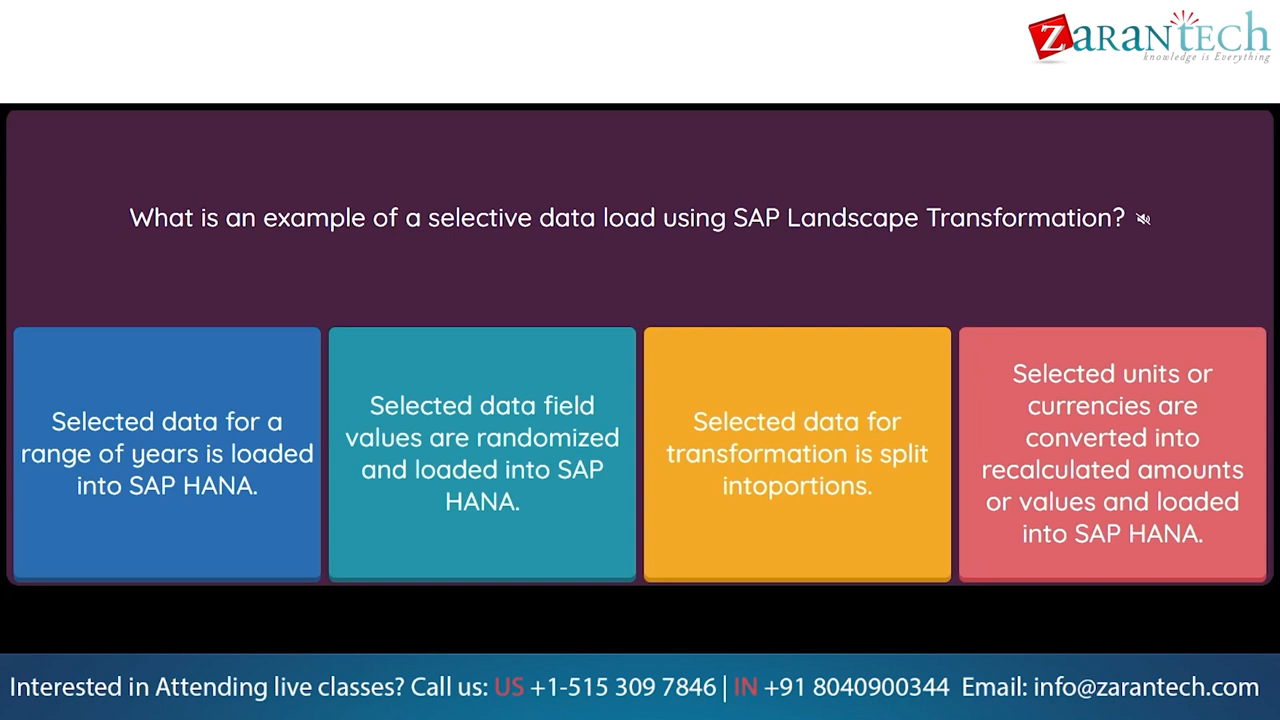 ZARANTECH
knowledge is Everything
What is an example of a selective data load using SAP Landscape Transformation?
Selected data for a
range of years is loaded
into SAP HANA.
Selected data field
values are randomized
and loaded into SAP
HANA.
Selected data for
transformation is split
intoportions.
Selected units or
currencies are
converted into
recalculated amounts
or values and loaded
into SAP HANA.
Interested in Attending live classes? Call us: US +1-515 309 7846 | IN +91 8040900344 Email: info@zarantech.com